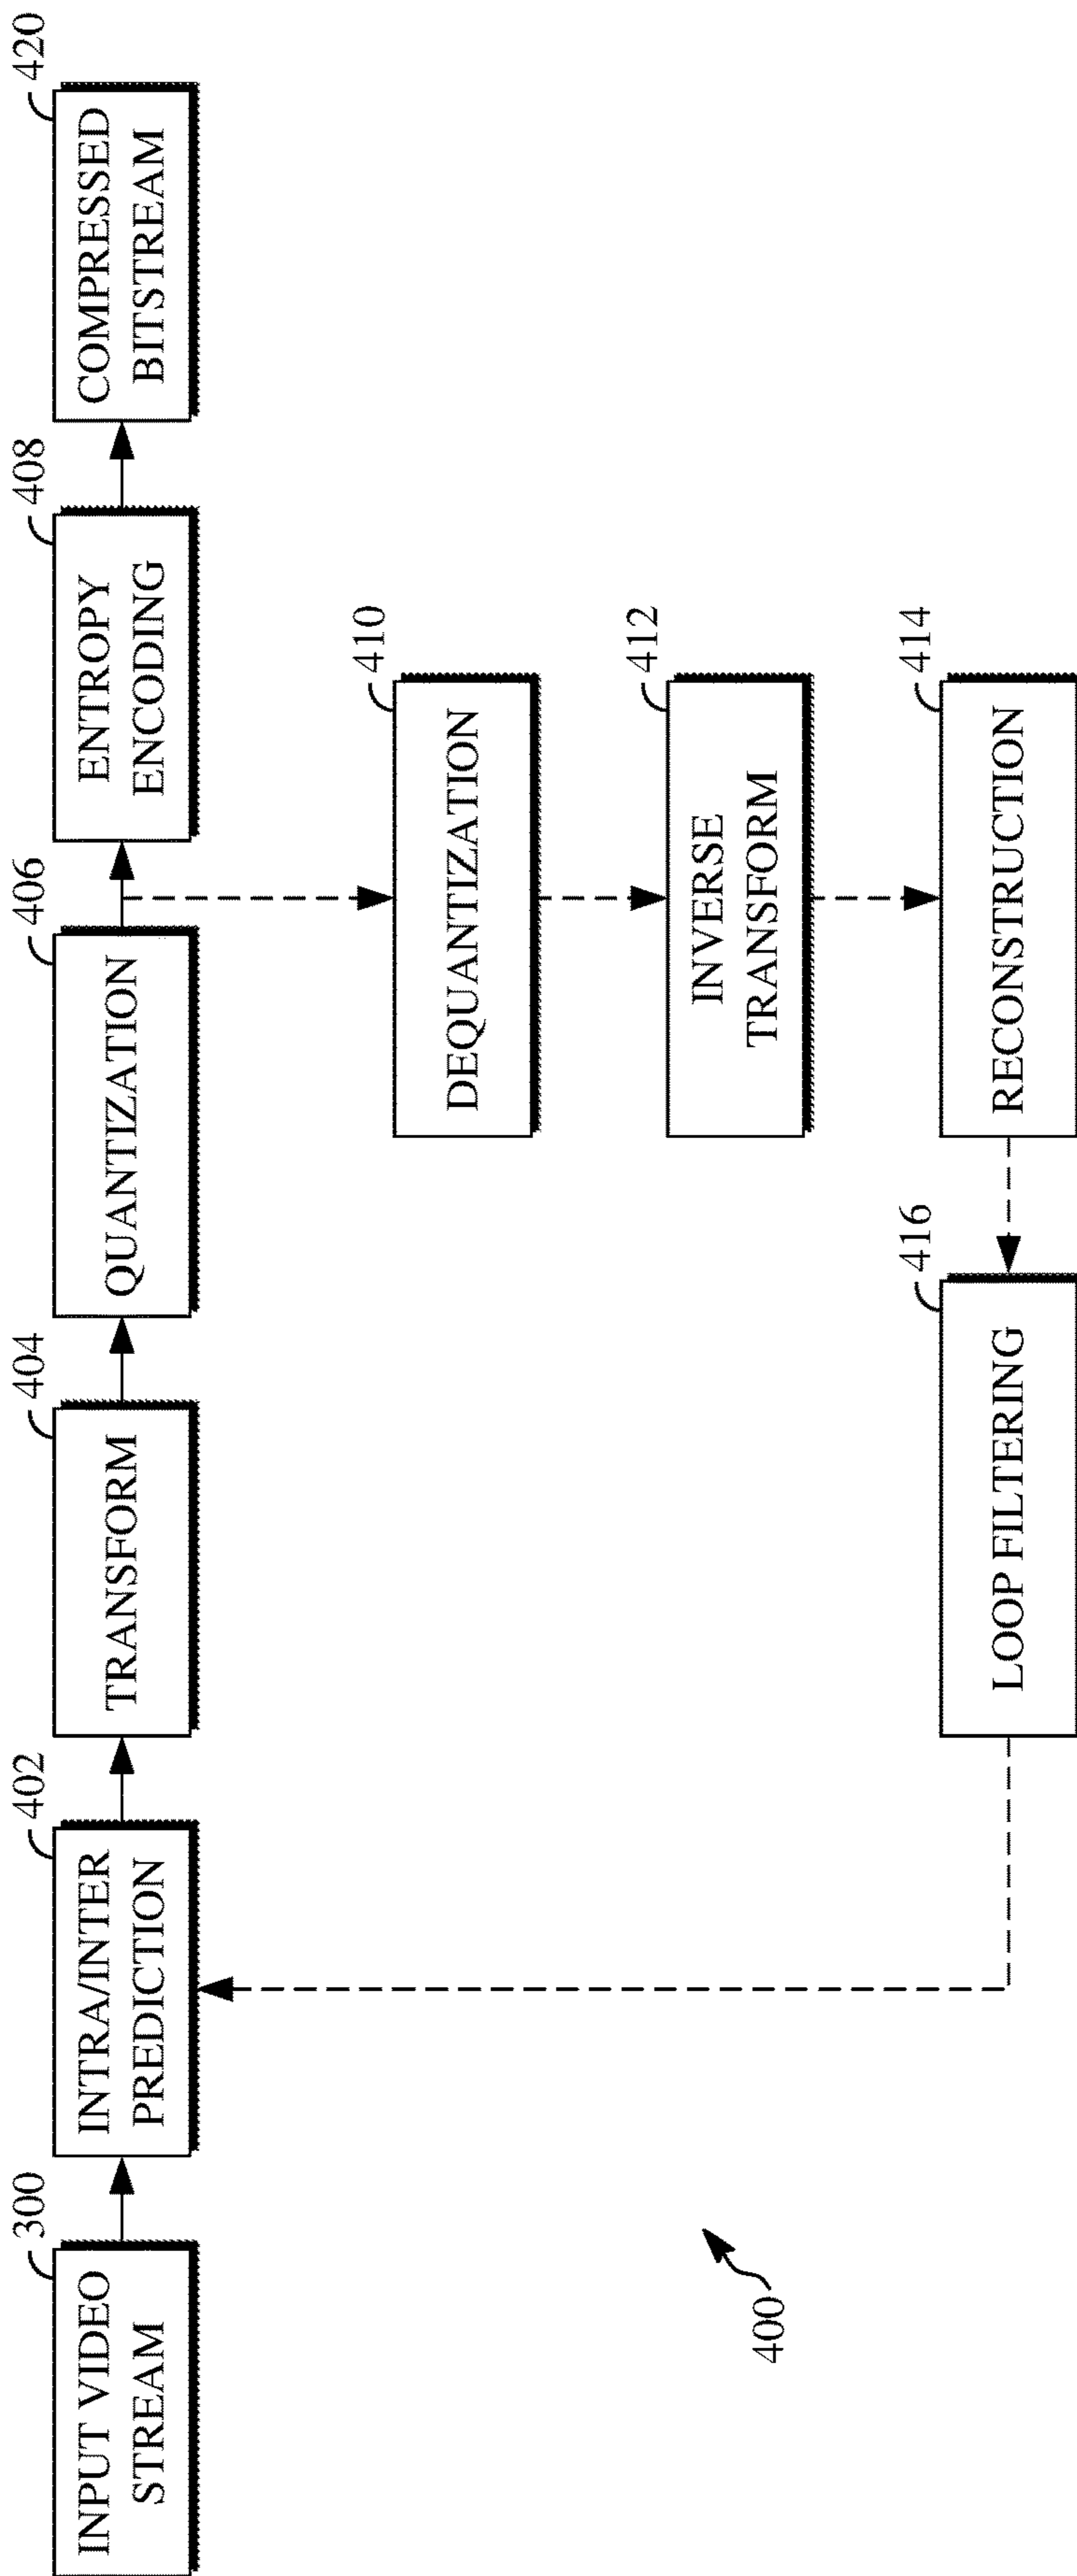 300
INPUT VIDEO
STREAM
402
INTRA/INTER
PREDICTION
404
TRANSFORM
406
QUANTIZATION
408
ENTROPY
ENCODING
420
COMPRESSED
BITSTREAM
410
DEQUANTIZATION
412
INVERSE
TRANSFORM
414
RECONSTRUCTION
416
LOOP FILTERING
400